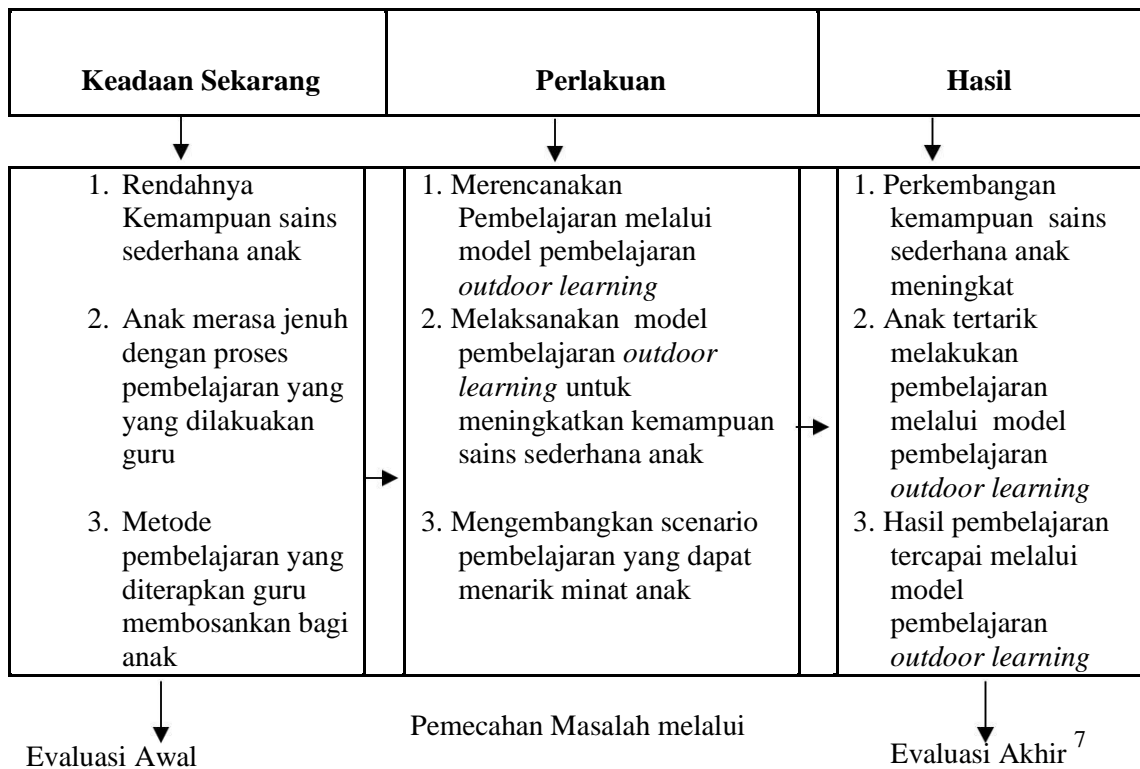 Keadaan Sekarang
Perlakuan
Hasil
1. Rendahnya
Kemampuan sains
sederhana anak
2. Anak merasa jenuh
dengan proses
pembelajaran yang
yang dilakuakan
guru
3. Metode
pembelajaran yang
diterapkan guru
membosankan bagi
anak
1. Merencanakan
Pembelajaran melalui
model pembelajaran
outdoor learning
2. Melaksanakan model
pembelajaran outdoor
learning untuk
meningkatkan kemampuan
sains sederhana anak
3. Mengembangkan scenario
pembelajaran yang dapat
menarik minat anak
1. Perkembangan
kemampuan sains
sederhana anak
meningkat
2. Anak tertarik
melakukan
pembelajaran
melalui model
pembelajaran
outdoor learning
3. Hasil pembelajaran
tercapai melalui
model
pembelajaran
outdoor learning
Evaluasi Awal
Pemecahan Masalah melalui
Evaluasi Akhir 7